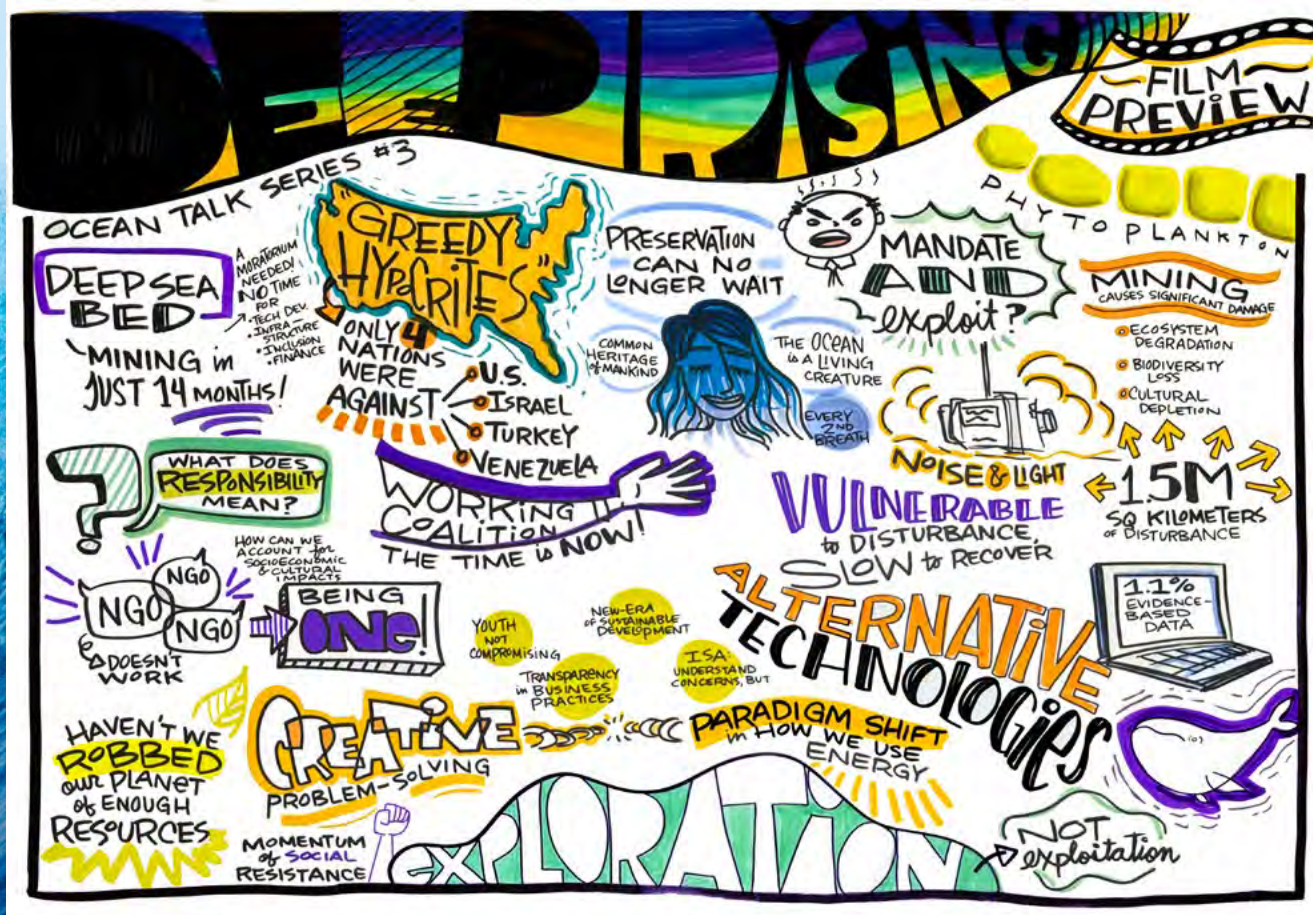 DEEP RISING
FILM
PREVIEW
OCEAN TALK SERIES #3
DEEP SEA
BED
MINING in
JUST 14 MONTHS!
A
MORATORIUM
NEEDED!
NO TIME
FOR
• TECH DEV.
• INFRA-
STRUCTURE
• INCLUSION
• FINANCE
"GREEDY
HYPOCRITES"
ONLY 4
NATIONS
WERE
AGAINST
U.S.
ISRAEL
TURKEY
VENEZUELA
PRESERVATION
CAN NO
LONGER WAIT
COMMON
HERITAGE
of MANKIND
THE OCEAN
is A LIVING
CREATURE
EVERY
2ND
BREATH
MANDATE
AND
exploit?
PHYTOPLANKTON
MINING
CAUSES SIGNIFICANT DAMAGE
ECOSYSTEM
DEGRADATION
BIODIVERSITY
LOSS
CULTURAL
DEPLETION
NOISE & LIGHT
1.5M
SQ KILOMETERS
OF DISTURBANCE
WHAT DOES
RESPONSIBILITY
MEAN?
WORKING
COALITION
THE TIME is NOW!
VULNERABLE
to DISTURBANCE,
SLOW to RECOVER
HOW CAN WE
ACCOUNT for
SOCIOECONOMIC
& CULTURAL
IMPACTS
NGO
NGO
NGO
DOESN'T
WORK
BEING
ONE!
YOUTH
NOT
COMPROMISING
NEW-ERA
OF SUSTAINABLE
DEVELOPMENT
TRANSPARENCY
in BUSINESS
PRACTICES
ISA:
UNDERSTAND
CONCERNS, BUT
ALTERNATIVE
TECHNOLOGIES
1.1%
EVIDENCE-
BASED
DATA
HAVEN'T WE
ROBBED
our PLANET
of ENOUGH
RESOURCES
CREATIVE
PROBLEM-SOLVING
PARADIGM SHIFT
in HOW WE USE
ENERGY
MOMENTUM
of SOCIAL
RESISTANCE
EXPLORATION
NOT
exploitation